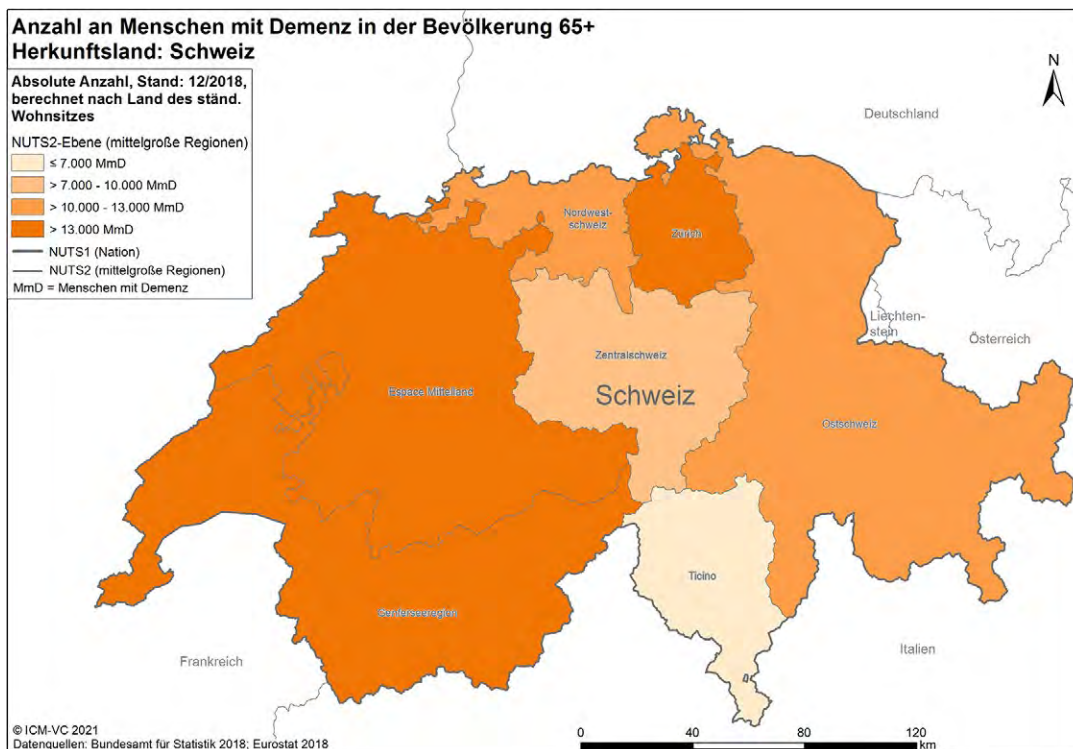 Anzahl an Menschen mit Demenz in der Bevölkerung 65+
Herkunftsland: Schweiz
Absolute Anzahl, Stand: 12/2018,
berechnet nach Land des ständ.
Wohnsitzes
NUTS2-Ebene (mittelgroße Regionen)
≤ 7.000 MmD
> 7.000 - 10.000 MmD
> 10.000 - 13.000 MmD
> 13.000 MmD
NUTS1 (Nation)
NUTS2 (mittelgroße Regionen)
MmD = Menschen mit Demenz
N
Deutschland
Nordwest-
schweiz
Zürich
Liechten-
stein
Österreich
Zentralschweiz
Espace Mittelland
Schweiz
Ostschweiz
Ticino
Genferseeregion
Frankreich
Italien
© ICM-VC 2021
Datenquellen: Bundesamt für Statistik 2018; Eurostat 2018
0 40 80 120
km